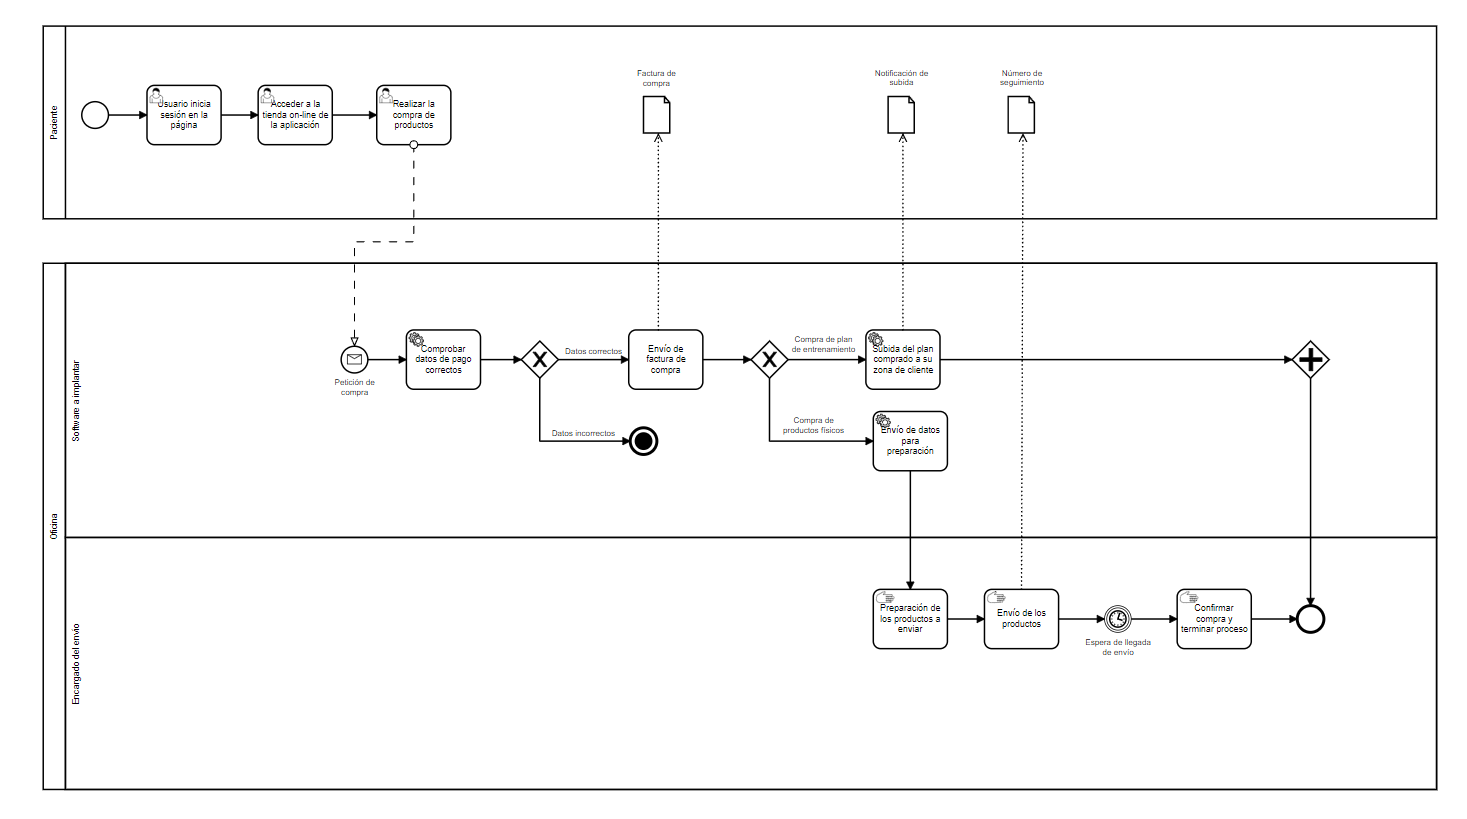 Paciente
Usuario inicia
sesión en la
página
Acceder a la
tienda on-line de
la aplicación
Realizar la
compra de
productos
Factura de
compra
Notificación de
subida
Número de
seguimiento
Oficina
Software a implantar
Petición de
compra
Comprobar
datos de pago
correctos
Datos correctos
Datos incorrectos
Envío de
factura de
compra
Compra de plan
de entrenamiento
Compra de
productos físicos
Subida del plan
comprado a su
zona de cliente
Envío de datos
para
preparación
Encargado del envío
Preparación de
los productos a
enviar
Envío de los
productos
Espera de llegada
de envío
Confirmar
compra y
terminar proceso